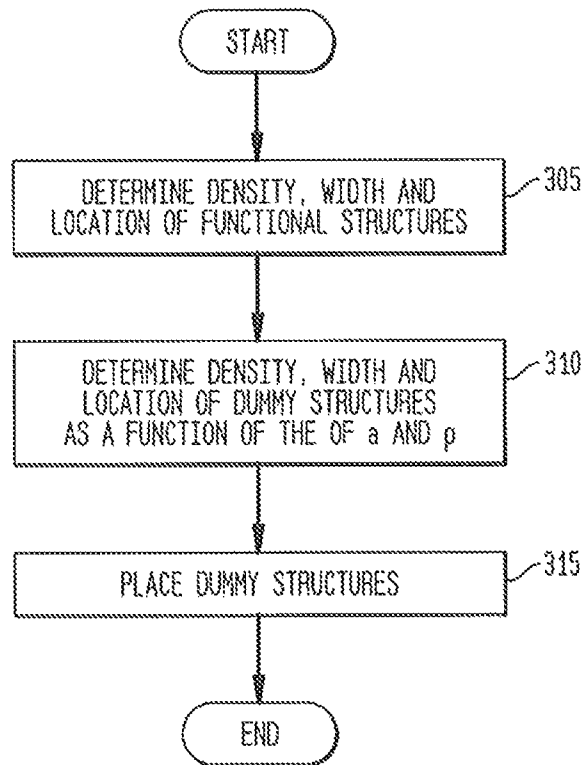 START
DETERMINE DENSITY, WIDTH AND
LOCATION OF FUNCTIONAL STRUCTURES
305
DETERMINE DENSITY, WIDTH AND
LOCATION OF DUMMY STRUCTURES
AS A FUNCTION OF THE OF a AND p
310
PLACE DUMMY STRUCTURES
315
END